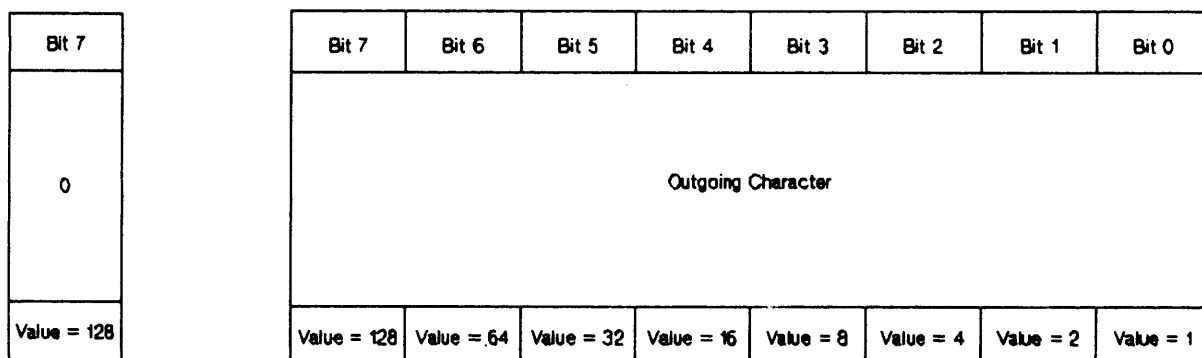 Bit 7 Bit 7 Bit 6 Bit 5 Bit 4 Bit 3 Bit 2 Bit 1 Bit 0
0 Outgoing Character
Value = 128 Value = 128 Value = .64 Value = 32 Value = 16 Value = 8 Value = 4 Value = 2 Value = 1